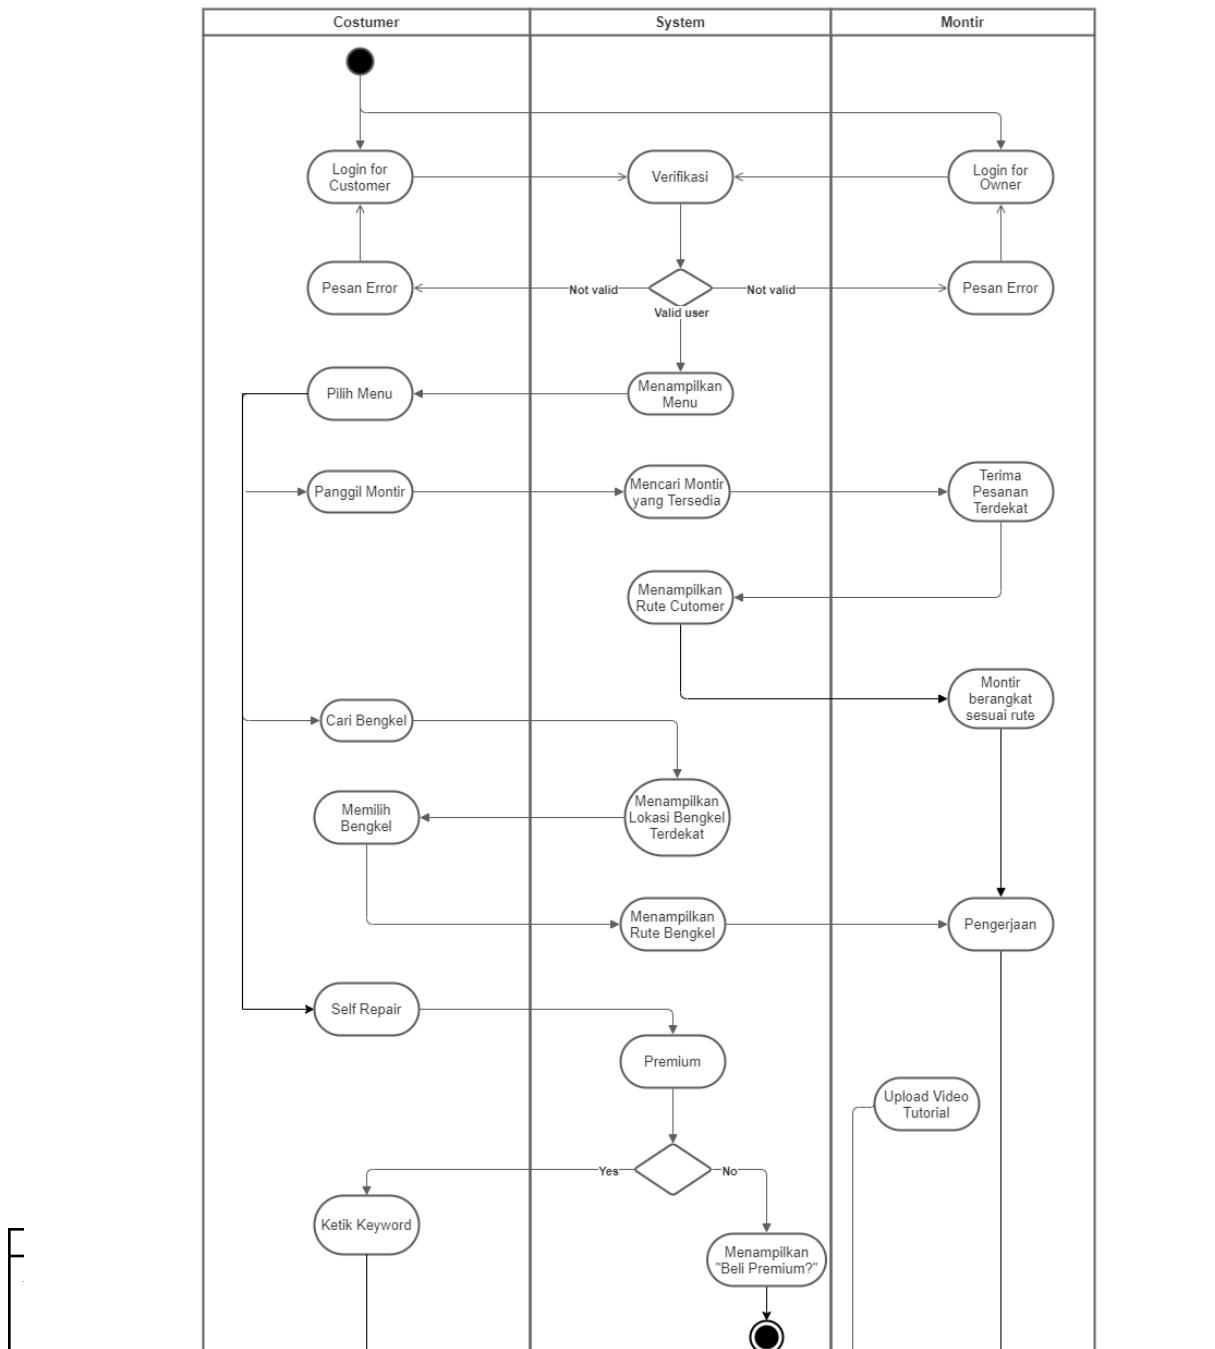 Costumer
System
Montir
Login for
Customer
Verifikasi
Login for
Owner
Pesan Error
Not valid
Not valid
Pesan Error
Valid user
Pilih Menu
Menampilkan
Menu
Panggil Montir
Mencari Montir
yang Tersedia
Terima
Pesanan
Terdekat
Menampilkan
Rute Cutomer
Montir
berangkat
sesuai rute
Cari Bengkel
Memilih
Bengkel
Menampilkan
Lokasi Bengkel
Terdekat
Menampilkan
Rute Bengkel
Pengerjaan
Self Repair
Premium
Upload Video
Tutorial
Yes
No
Ketik Keyword
Menampilkan
"Beli Premium?"